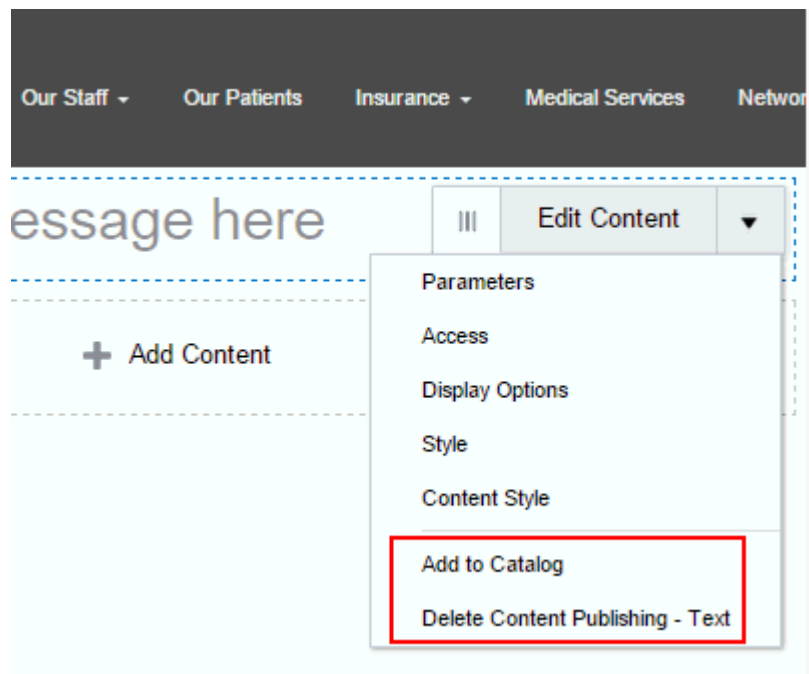 Our Staff Our Patients Insurance Medical Services Networ
essage here Edit Content
Parameters
Add Content
Access
Display Options
Style
Content Style
Add to Catalog
Delete Content Publishing - Text